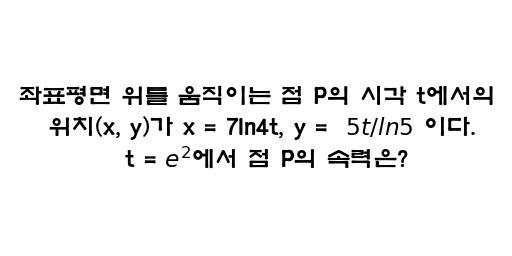 좌표평면 위를 움직이는 점 P의 시각 t에서의
위치(x, y)가 x = 7ln4t, y = 5t/ln5 이다.
t = e²에서 점 P의 속력은?